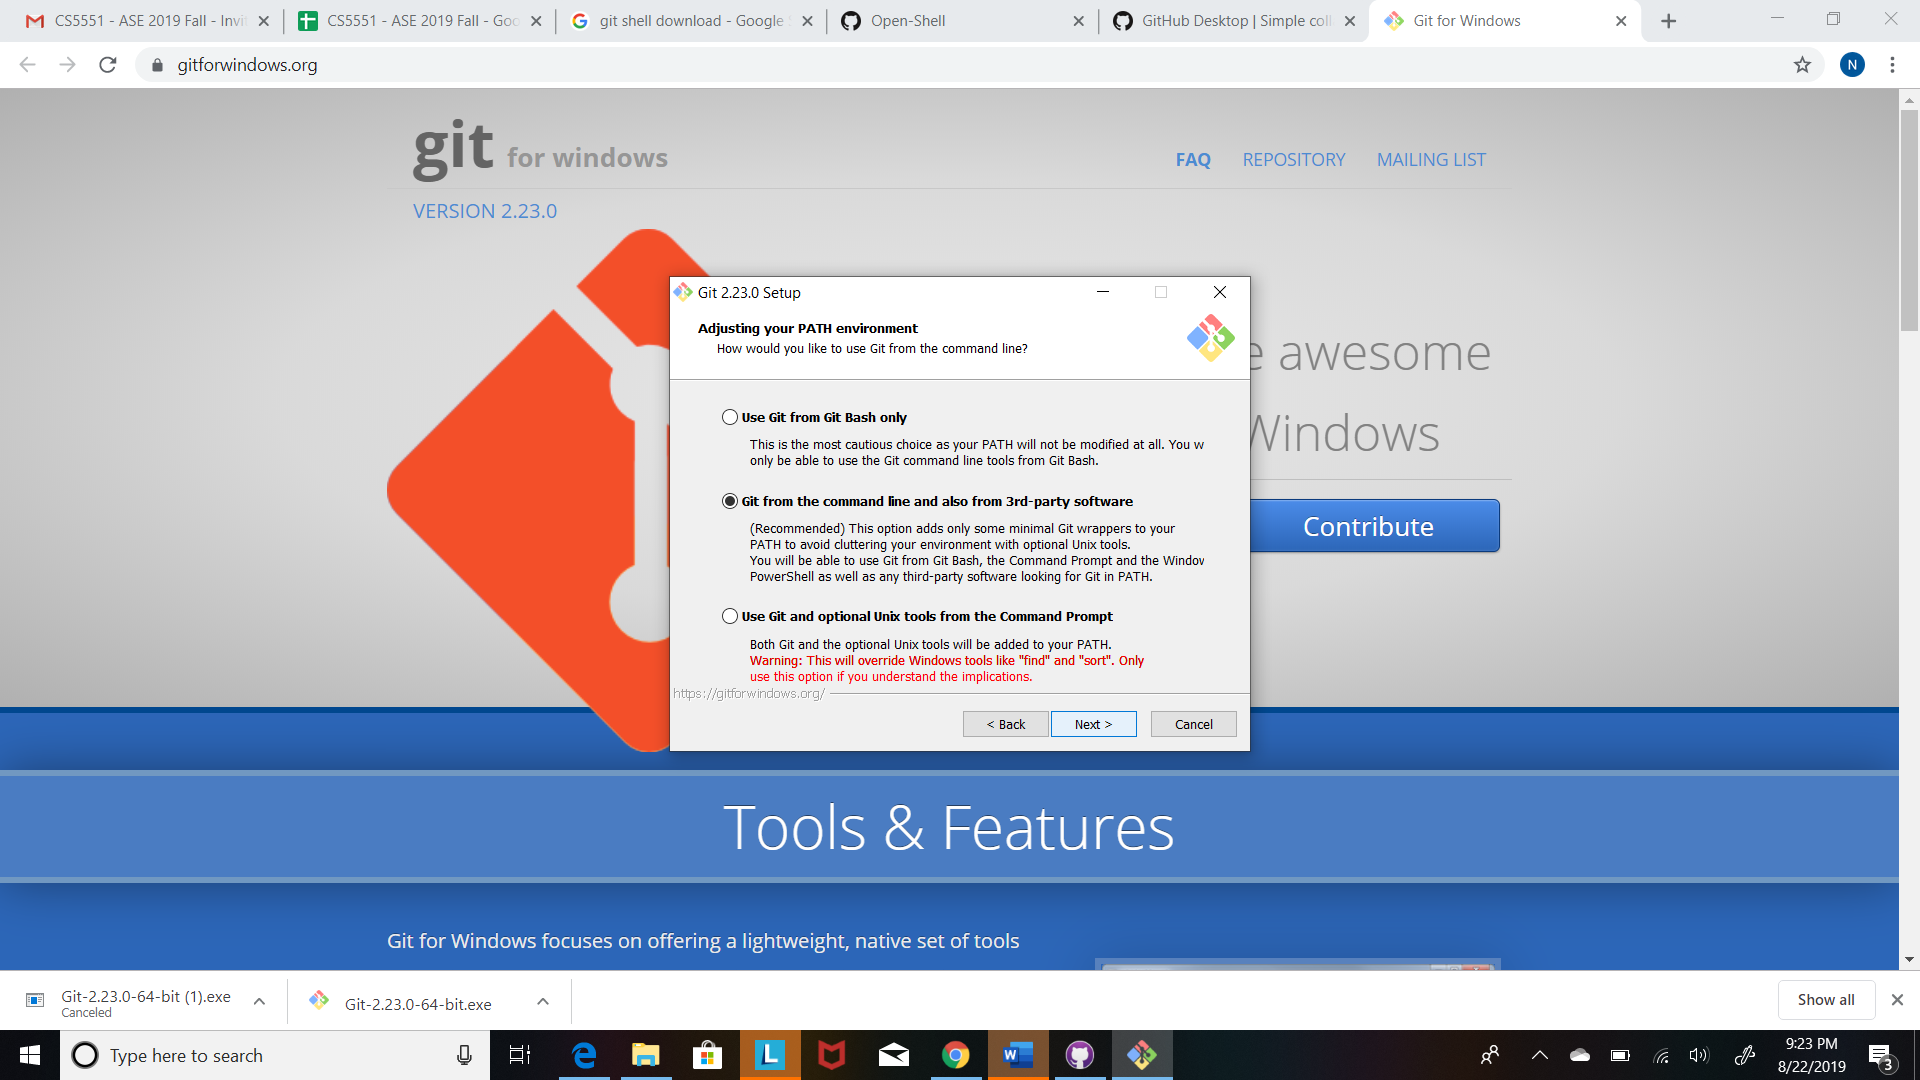 CS5551 - ASE 2019 Fall - Invit
CS5551 - ASE 2019 Fall - Goo
git shell download - Google S
Open-Shell
GitHub Desktop | Simple coll
Git for Windows
gitforwindows.org
N
git for windows
FAQ
REPOSITORY
MAILING LIST
VERSION 2.23.0
e awesome
Windows
Contribute
Git 2.23.0 Setup
Adjusting your PATH environment
How would you like to use Git from the command line?
Use Git from Git Bash only
This is the most cautious choice as your PATH will not be modified at all. You w
only be able to use the Git command line tools from Git Bash.
Git from the command line and also from 3rd-party software
(Recommended) This option adds only some minimal Git wrappers to your
PATH to avoid cluttering your environment with optional Unix tools.
You will be able to use Git from Git Bash, the Command Prompt and the Window
PowerShell as well as any third-party software looking for Git in PATH.
Use Git and optional Unix tools from the Command Prompt
Both Git and the optional Unix tools will be added to your PATH.
Warning: This will override Windows tools like "find" and "sort". Only
use this option if you understand the implications.
https://gitforwindows.org/
< Back
Next >
Cancel
Tools & Features
Git for Windows focuses on offering a lightweight, native set of tools
Git-2.23.0-64-bit (1).exe
Canceled
Git-2.23.0-64-bit.exe
Show all
Type here to search
9:23 PM
8/22/2019
3